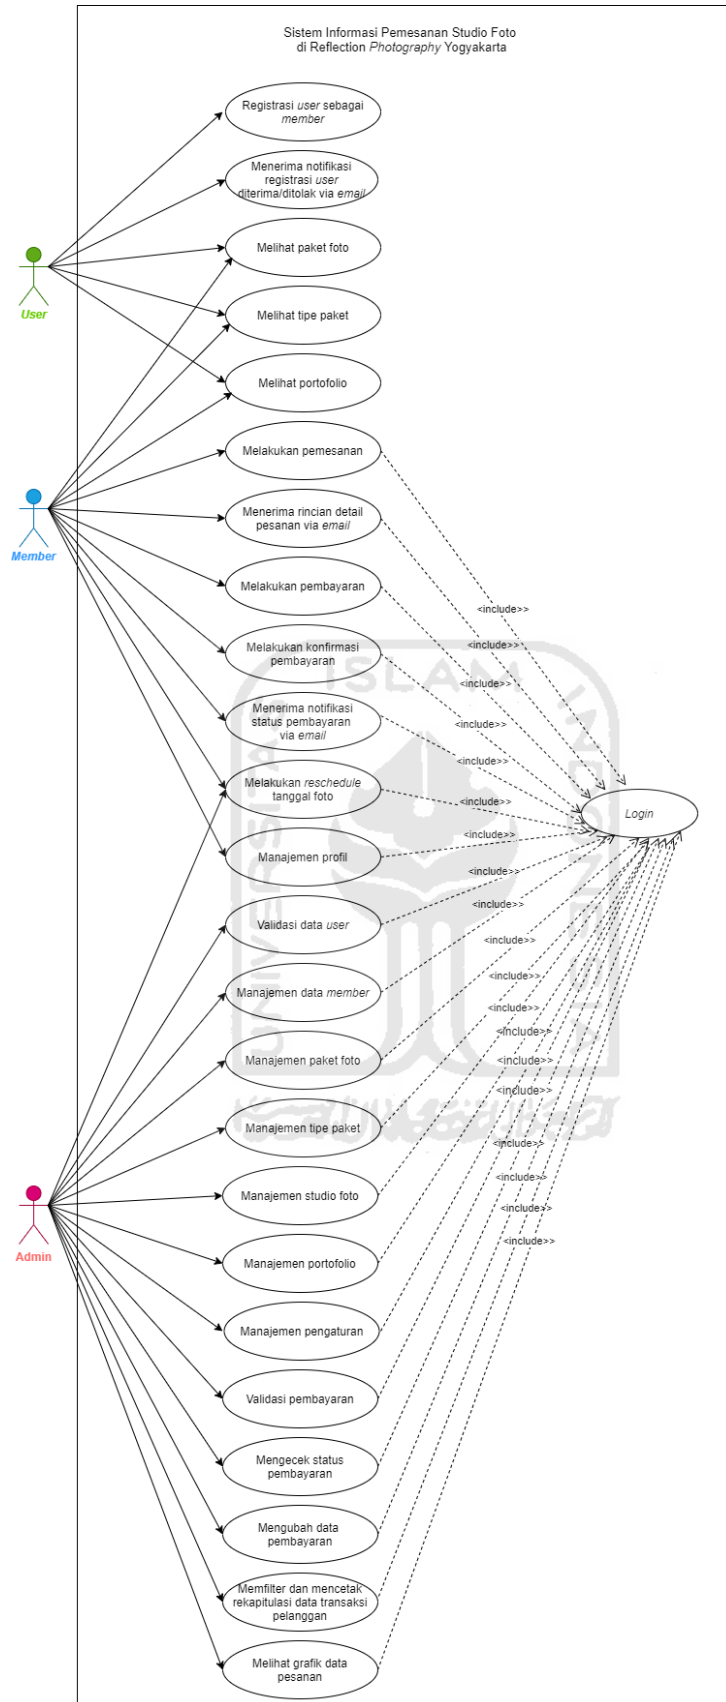 Sistem Informasi Pemesanan Studio Foto
di Reflection Photography Yogyakarta
Registrasi user sebagai
member
Menerima notifikasi
registrasi user
diterima/ditolak via email
Melihat paket foto
User
Melihat tipe paket
Melihat portofolio
Melakukan pemesanan
Member
Menerima rincian detail
pesanan via email
Melakukan pembayaran
<include>>
Melakukan konfirmasi
pembayaran
<include>>
<include>>
Menerima notifikasi
status pembayaran
via email
<include>>
<include>>
Melakukan reschedule
tanggal foto
<include>>
Login
<include>>
Manajemen profil
<include>>
Validasi data user
<include>>
<include>>
Manajemen data member
<include>>
<include>>
<include>>
Manajemen paket foto
<include>>
<include>>
Manajemen tipe paket
<include>>
<include>>
Manajemen studio foto
<include>>
<include>>
Admin
Manajemen portofolio
Manajemen pengaturan
Validasi pembayaran
Mengecek status
pembayaran
Mengubah data
pembayaran
Memfilter dan mencetak
rekapitulasi data transaksi
pelanggan
Melihat grafik data
pesanan
ISLAM
UNIVERSITAS
INDONESIA